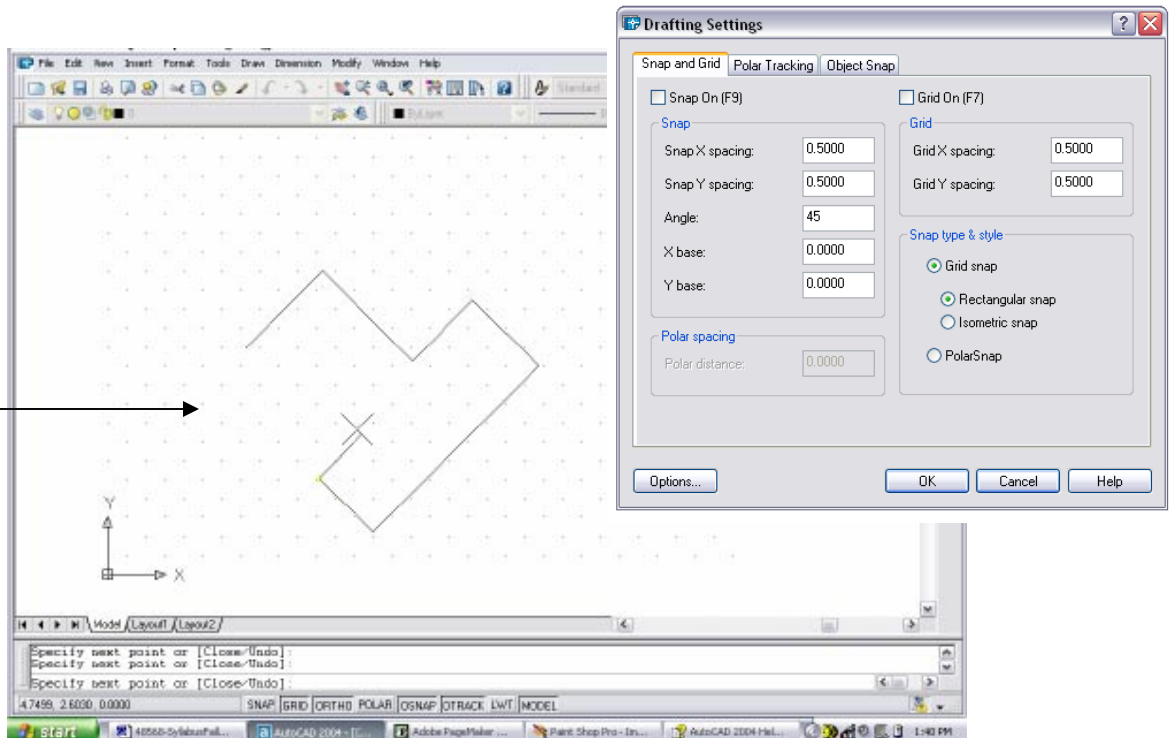 Drafting Settings
Snap and Grid Polar Tracking Object Snap
Snap On (F9)
Grid On (F7)
Snap
Snap X spacing: 0.5000
Snap Y spacing: 0.5000
Angle: 45
X base: 0.0000
Y base: 0.0000
Polar spacing
Polar distance: 0.0000
Grid
Grid X spacing: 0.5000
Grid Y spacing: 0.5000
Snap type & style
Grid snap
Rectangular snap
Isometric snap
PolarSnap
Options... OK Cancel Help
File Edit View Insert Format Tools Draw Dimension Modify Window Help
Standard
ByLayer
Y
X
Model Layout1 Layout2
Specify next point or [Close/Undo]:
Specify next point or [Close/Undo]:
Specify next point or [Close/Undo]:
4.7499, 2.6030, 0.0000 SNAP GRID ORTHO POLAR OSNAP OTRACK LWT MODEL
start 48568-SylabusFall... AutoCAD 2004 - [C... Adobe PageMaker ... Paint Shop Pro - Im... AutoCAD 2004 Hel... 1:40 PM